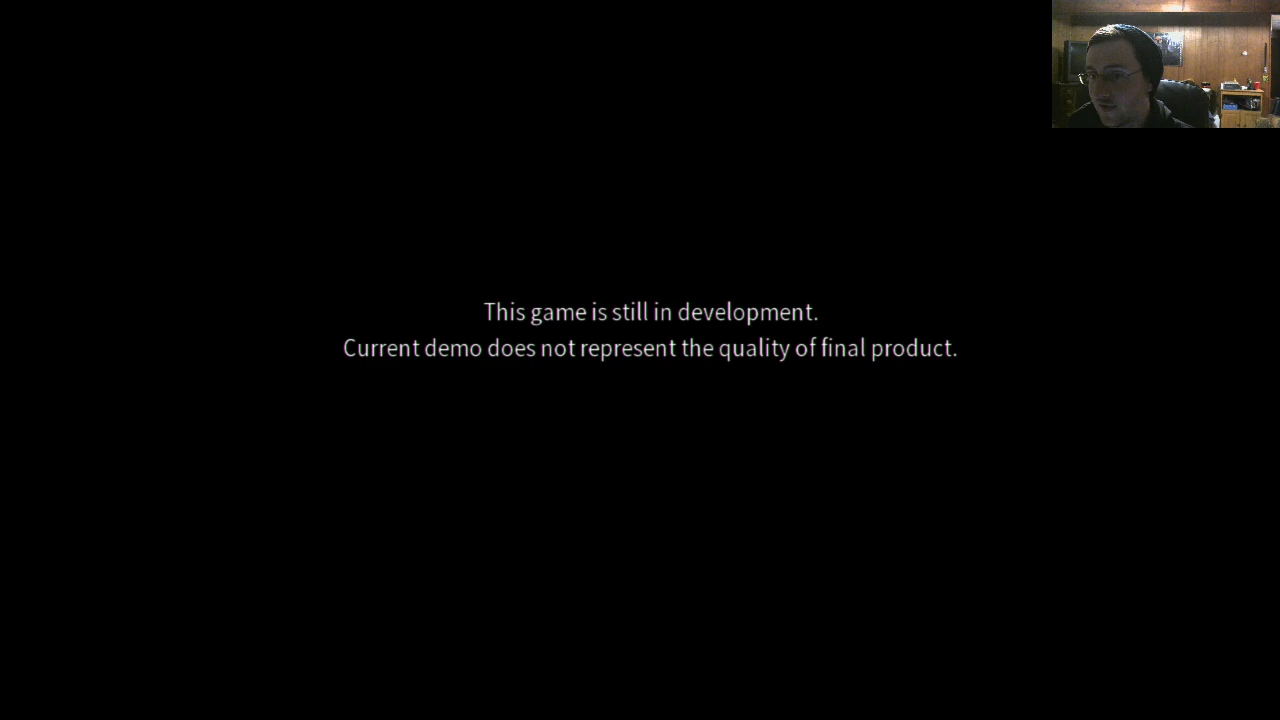 This game is still in development.
Current demo does not represent the quality of final product.